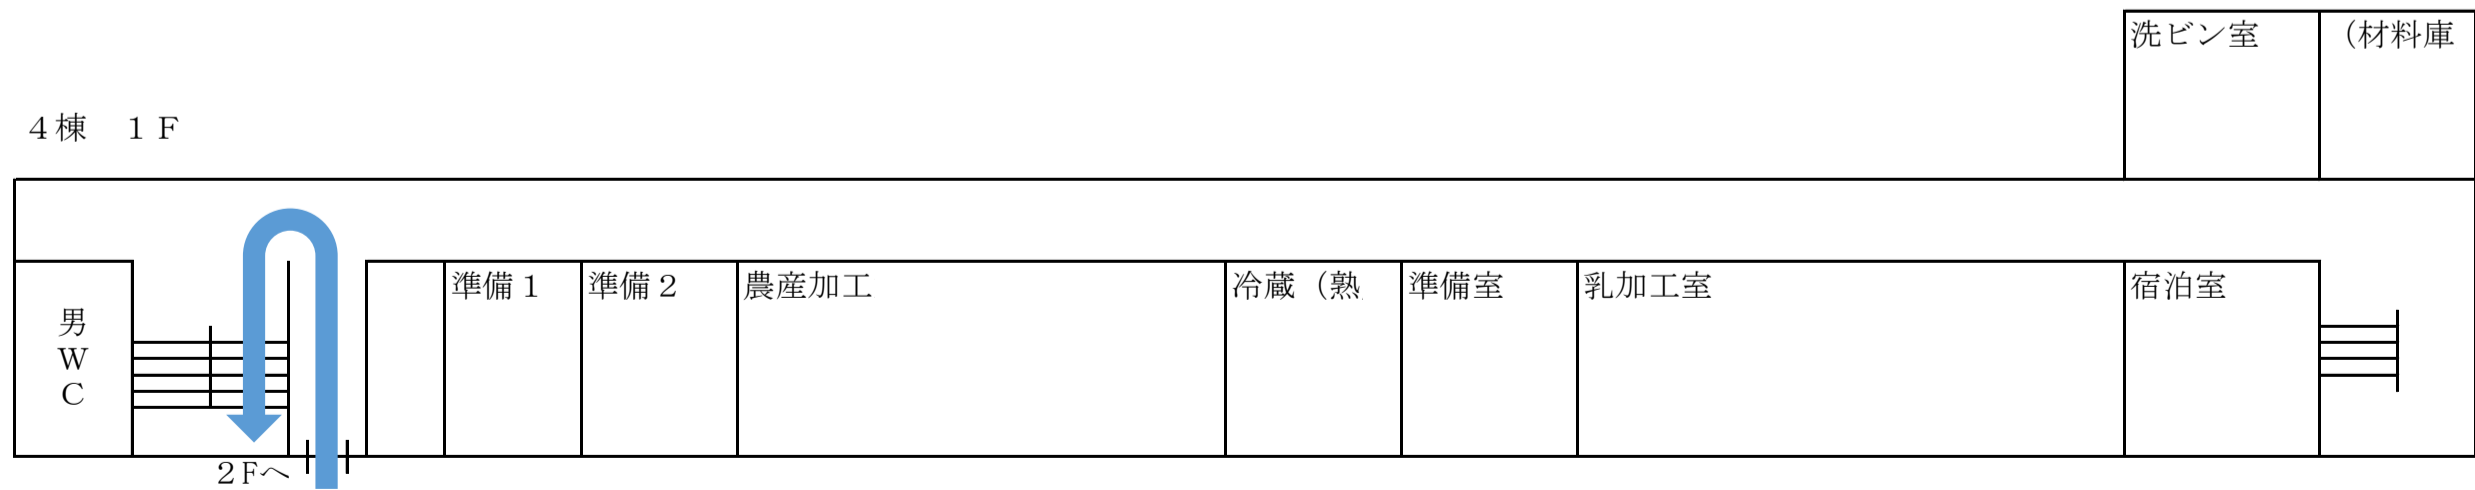 洗ビン室
（材料庫
４棟　１Ｆ
準備１
準備２
農産加工
冷蔵（熟
準備室
乳加工室
宿泊室
男
Ｗ
Ｃ
２Fへ